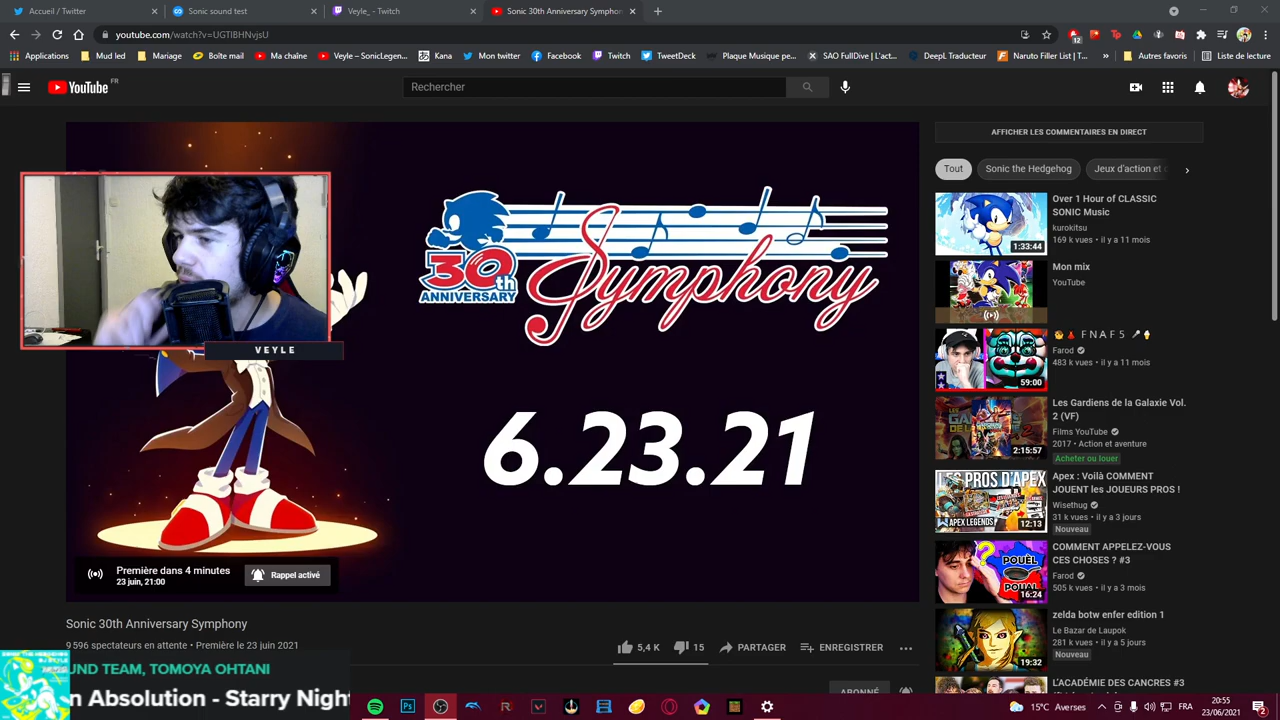 Accueil / Twitter
Sonic sound test
Veyle_ - Twitch
Sonic 30th Anniversary Symphon
youtube.com/watch?v=UGTIBHNvjsU
12
Applications
Mud led
Mariage
Boîte mail
Ma chaîne
Veyle – SonicLegen...
Kana
Mon twitter
Facebook
Twitch
TweetDeck
Plaque Musique pe...
SAO FullDive | L'act...
DeepL Traducteur
Naruto Filler List | T...
Autres favoris
Liste de lecture
YouTube FR
Rechercher
30th
ANNIVERSARY
Symphony
VEYLE
6.23.21
Première dans 4 minutes
23 juin, 21:00
Rappel activé
Sonic 30th Anniversary Symphony
9 596 spectateurs en attente • Première le 23 juin 2021
5,4 K
15
PARTAGER
ENREGISTRER
ABONNÉ
UND TEAM, TOMOYA OHTANI
n Absolution - Starry Night
AFFICHER LES COMMENTAIRES EN DIRECT
Tout
Sonic the Hedgehog
Jeux d'action et
1:33:44
Over 1 Hour of CLASSIC
SONIC Music
kurokitsu
169 k vues • il y a 11 mois
Mon mix
YouTube
59:00
F N A F 5
Farod
483 k vues • il y a 11 mois
2:15:57
Les Gardiens de la Galaxie Vol.
2 (VF)
Films YouTube
2017 • Action et aventure
Acheter ou louer
LES PROS D'APEX
APEX LEGENDS
12:13
Apex : Voilà COMMENT
JOUENT les JOUEURS PROS !
Wisethug
31 k vues • il y a 3 jours
Nouveau
POUÊL
POUAL
16:24
COMMENT APPELEZ-VOUS
CES CHOSES ? #3
Farod
505 k vues • il y a 3 mois
19:32
zelda botw enfer edition 1
Le Bazar de Laupok
281 k vues • il y a 5 jours
Nouveau
L'ACADÉMIE DES CANCRES #3
15°C Averses
FRA
20:55
23/06/2021
2